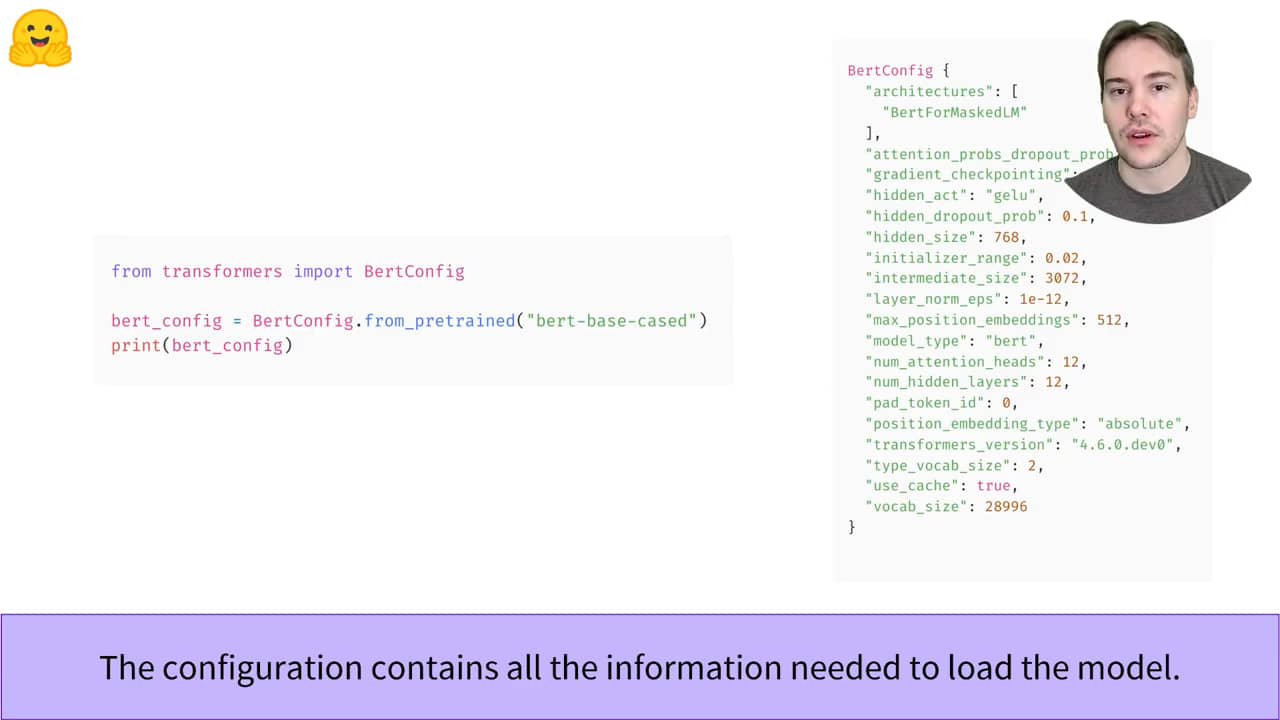 from transformers import BertConfig
bert_config = BertConfig.from_pretrained("bert-base-cased")
print(bert_config)
BertConfig {
"architectures": [
"BertForMaskedLM"
],
"attention_probs_dropout_prob
"gradient_checkpointing":
"hidden_act": "gelu",
"hidden_dropout_prob": 0.1,
"hidden_size": 768,
"initializer_range": 0.02,
"intermediate_size": 3072,
"layer_norm_eps": 1e-12,
"max_position_embeddings": 512,
"model_type": "bert",
"num_attention_heads": 12,
"num_hidden_layers": 12,
"pad_token_id": 0,
"position_embedding_type": "absolute",
"transformers_version": "4.6.0.dev0",
"type_vocab_size": 2,
"use_cache": true,
"vocab_size": 28996
}
The configuration contains all the information needed to load the model.